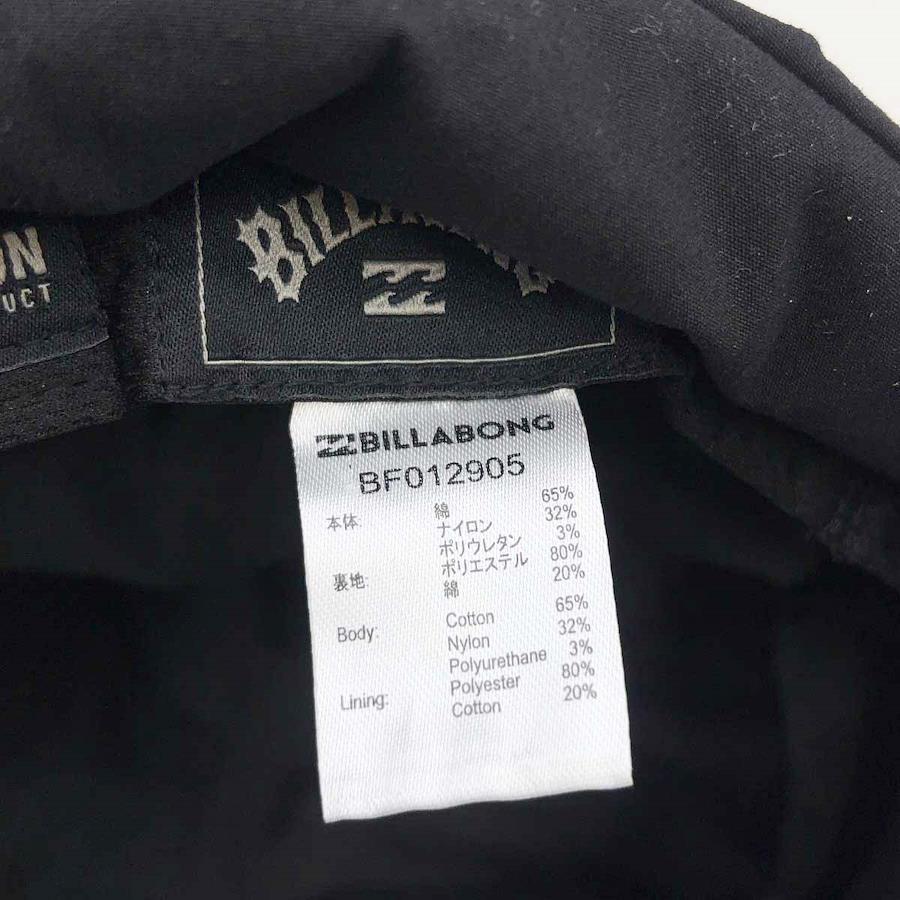 BILLABONG
BF012905
本体: 綿 65%
ナイロン 32%
ポリウレタン 3%
裏地: ポリエステル 80%
綿 20%
Body: Cotton 65%
Nylon 32%
Polyurethane 3%
Lining: Polyester 80%
Cotton 20%